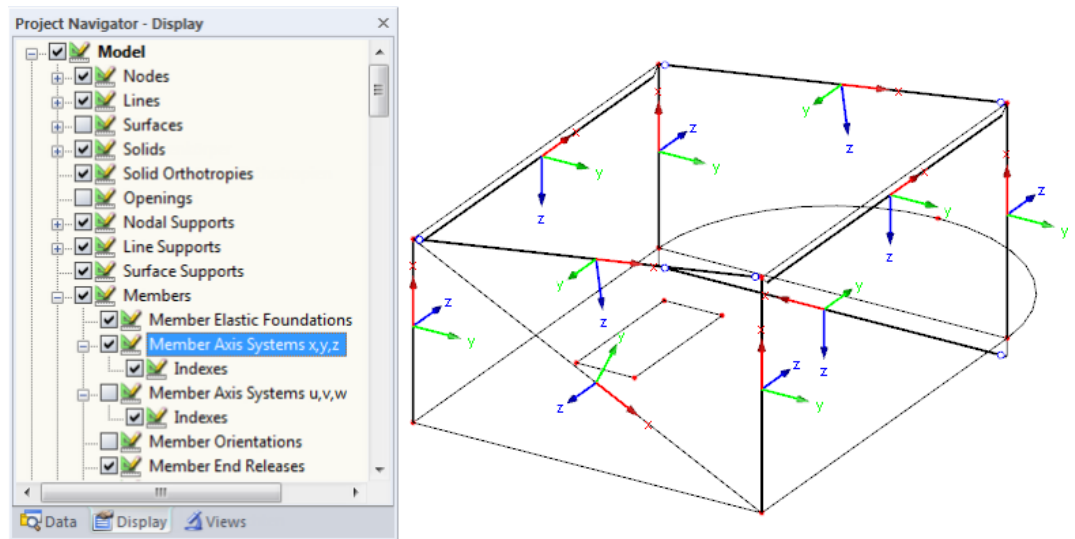 Project Navigator - Display
Model
Nodes
Lines
Surfaces
Solids
Solid Orthotropies
Openings
Nodal Supports
Line Supports
Surface Supports
Members
Member Elastic Foundations
Member Axis Systems x,y,z
Indexes
Member Axis Systems u,v,w
Indexes
Member Orientations
Member End Releases
Data Display Views
x
y
z
x
y
z
x
y
z
x
y
z
x
y
z
x
y
z
x
y
z
x
y
z
x
y
z
x
y
z